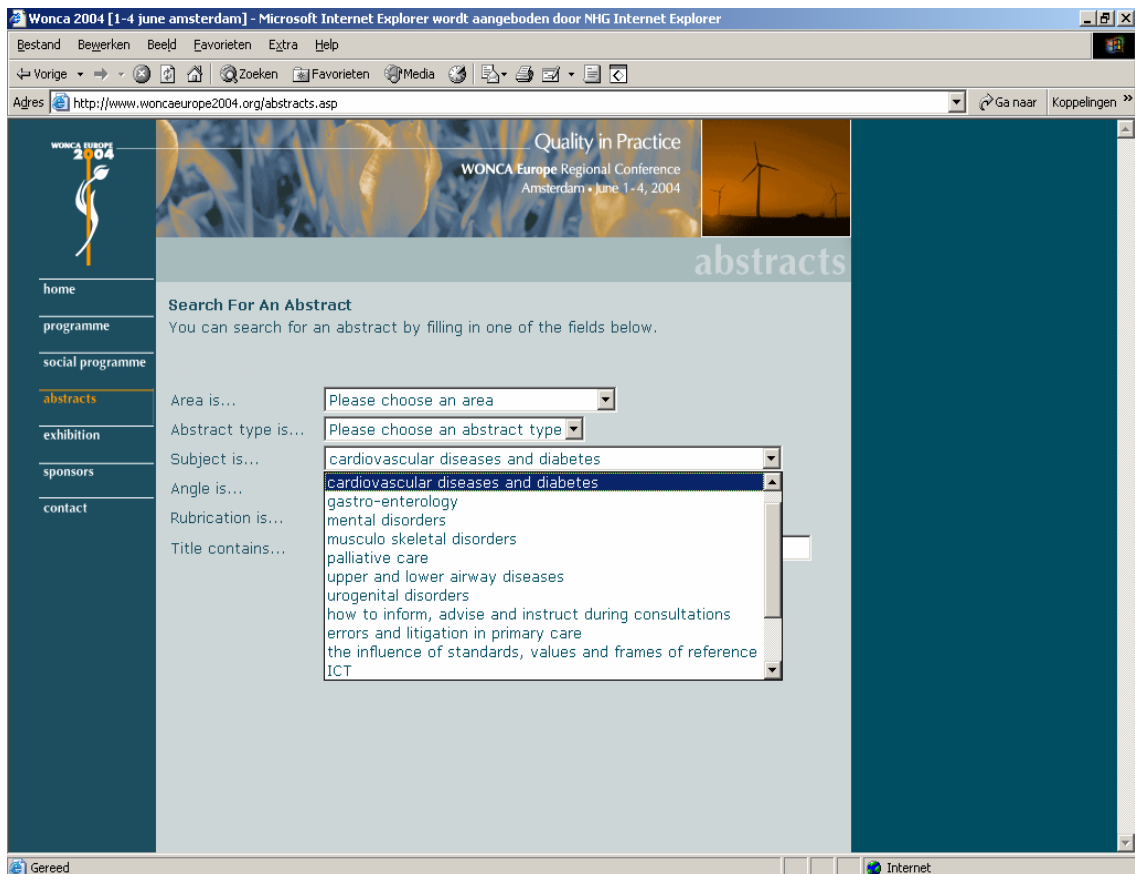 Wonca 2004 [1-4 june amsterdam] - Microsoft Internet Explorer wordt aangeboden door NHG Internet Explorer
Bestand Bewerken Beeld Favorieten Extra Help
Vorige Zoeken Favorieten Media
Adres http://www.woncaeurope2004.org/abstracts.asp Ga naar Koppelingen »
WONCA EUROPE
2004
Quality in Practice
WONCA Europe Regional Conference
Amsterdam • June 1-4, 2004
abstracts
home
programme
social programme
abstracts
exhibition
sponsors
contact
Search For An Abstract
You can search for an abstract by filling in one of the fields below.
Area is... Please choose an area
Abstract type is... Please choose an abstract type
Subject is... cardiovascular diseases and diabetes
Angle is...
Rubrication is...
Title contains...
cardiovascular diseases and diabetes
gastro-enterology
mental disorders
musculo skeletal disorders
palliative care
upper and lower airway diseases
urogenital disorders
how to inform, advise and instruct during consultations
errors and litigation in primary care
the influence of standards, values and frames of reference
ICT
Gereed Internet